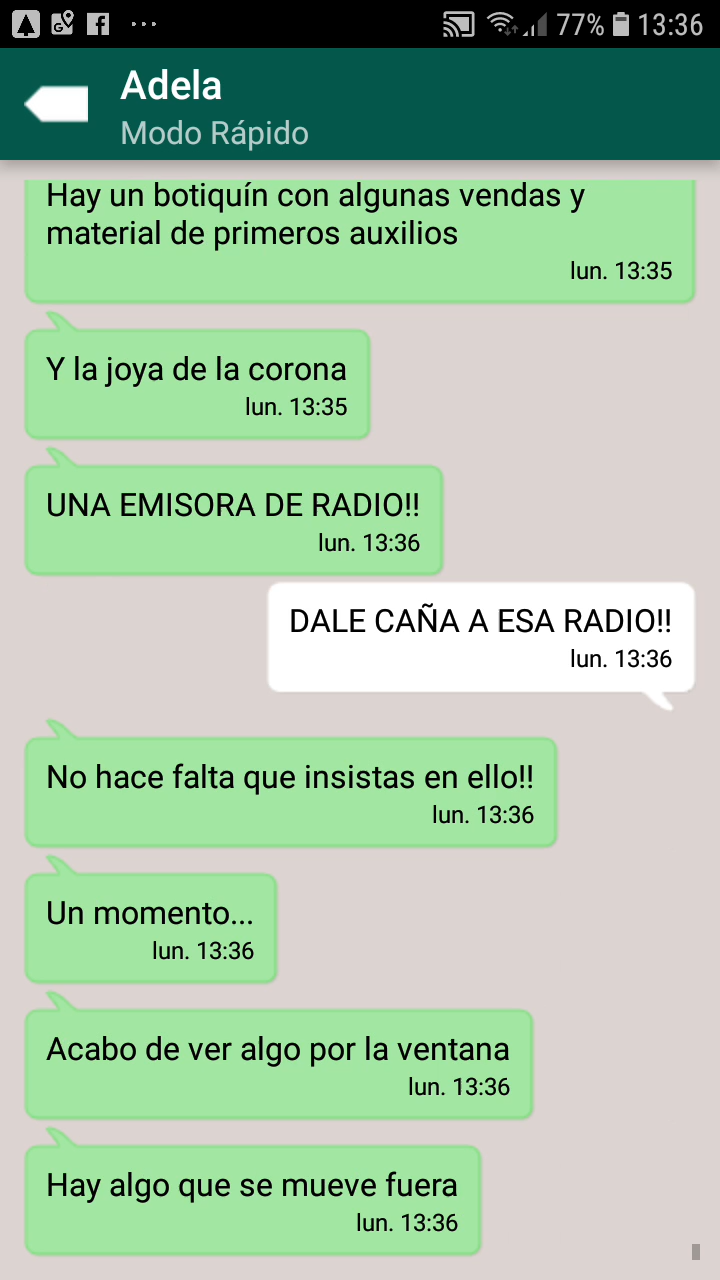 77% 13:36
Adela
Modo Rápido
Hay un botiquín con algunas vendas y
material de primeros auxilios
lun. 13:35
Y la joya de la corona
lun. 13:35
UNA EMISORA DE RADIO!!
lun. 13:36
DALE CAÑA A ESA RADIO!!
lun. 13:36
No hace falta que insistas en ello!!
lun. 13:36
Un momento...
lun. 13:36
Acabo de ver algo por la ventana
lun. 13:36
Hay algo que se mueve fuera
lun. 13:36